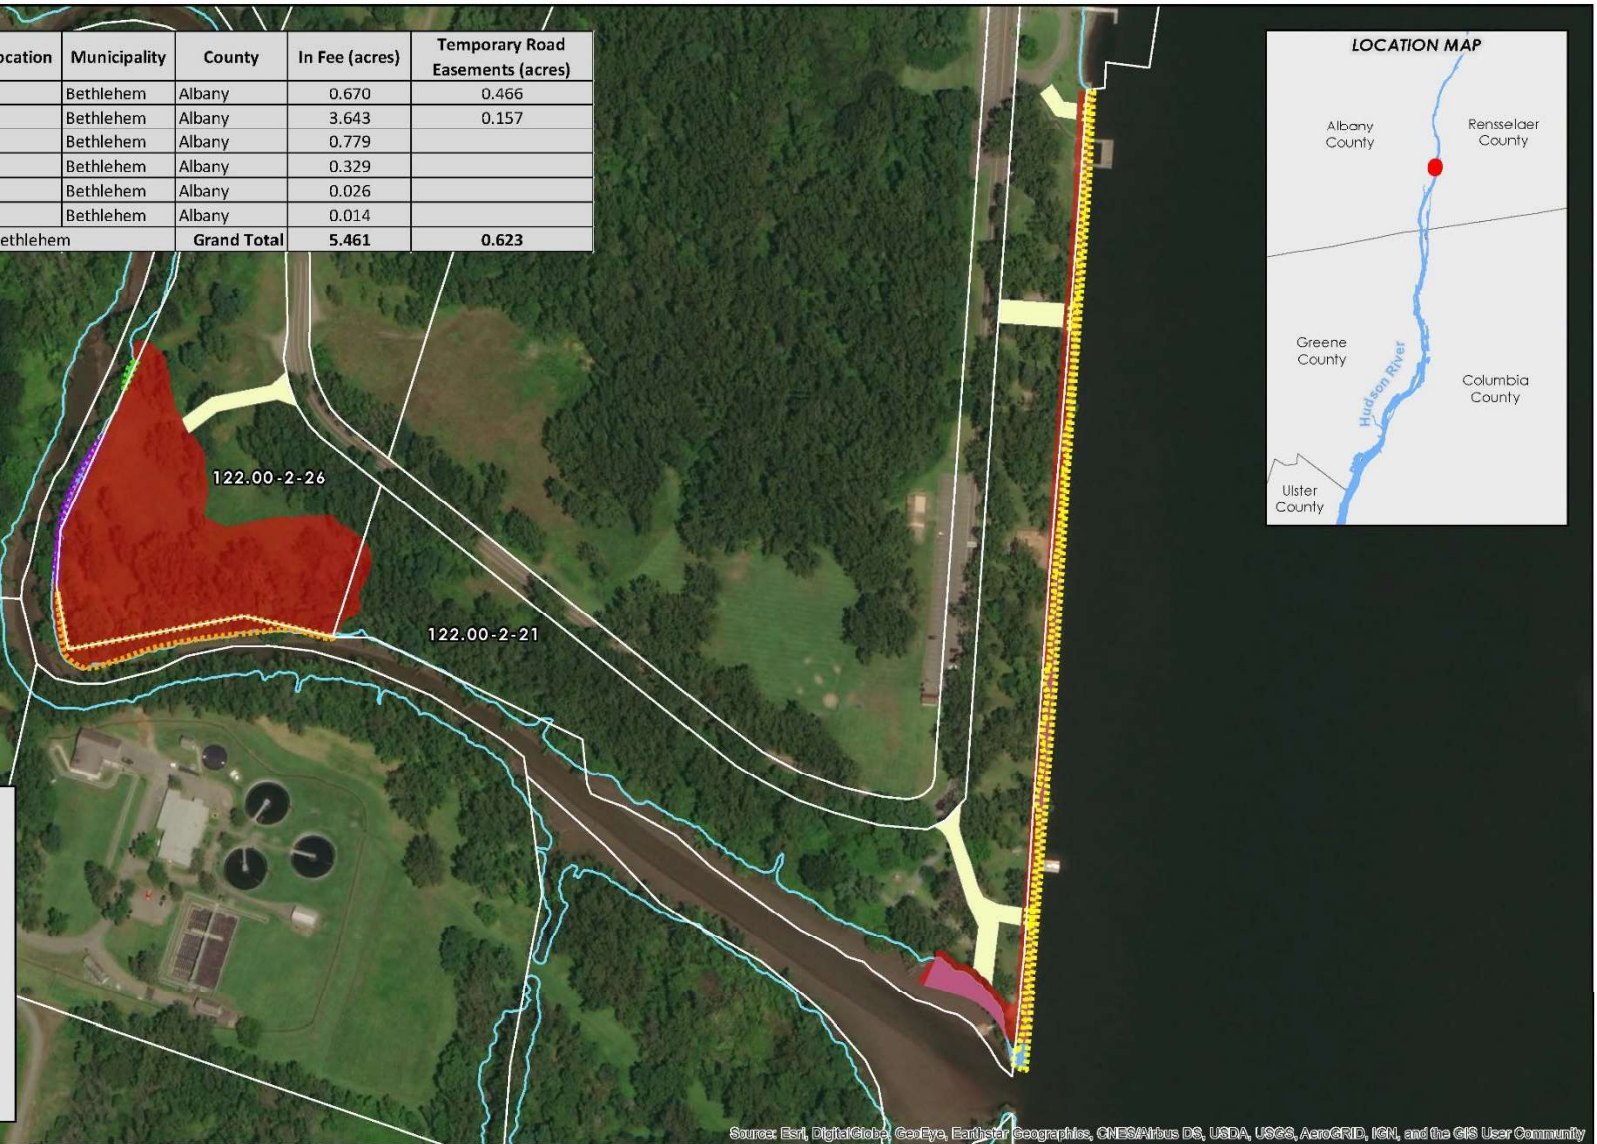 ocation Municipality County In Fee (acres) Temporary Road Easements (acres)
Bethlehem Albany 0.670 0.466
Bethlehem Albany 3.643 0.157
Bethlehem Albany 0.779
Bethlehem Albany 0.329
Bethlehem Albany 0.026
Bethlehem Albany 0.014
ethlehem Grand Total 5.461 0.623
LOCATION MAP
Albany
County
Rensselaer
County
Greene
County
Hudson River
Columbia
County
Ulster
County
122.00-2-26
122.00-2-21
Source: Esri, DigitalGlobe, GeoEye, Earthstar Geographics, CNES/Airbus DS, USDA, USGS, AeroGRID, IGN, and the GIS User Community